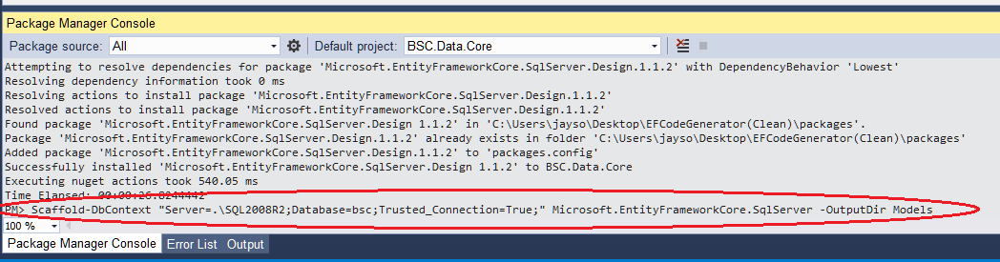 Package Manager Console
Package source: All Default project: BSC.Data.Core
Attempting to resolve dependencies for package 'Microsoft.EntityFrameworkCore.SqlServer.Design.1.1.2' with DependencyBehavior 'Lowest'
Resolving dependency information took 0 ms
Resolving actions to install package 'Microsoft.EntityFrameworkCore.SqlServer.Design.1.1.2'
Resolved actions to install package 'Microsoft.EntityFrameworkCore.SqlServer.Design.1.1.2'
Found package 'Microsoft.EntityFrameworkCore.SqlServer.Design 1.1.2' in 'C:\Users\jayso\Desktop\EFCodeGenerator(Clean)\packages'.
Package 'Microsoft.EntityFrameworkCore.SqlServer.Design.1.1.2' already exists in folder 'C:\Users\jayso\Desktop\EFCodeGenerator(Clean)\packages'
Added package 'Microsoft.EntityFrameworkCore.SqlServer.Design.1.1.2' to 'packages.config'
Successfully installed 'Microsoft.EntityFrameworkCore.SqlServer.Design 1.1.2' to BSC.Data.Core
Executing nuget actions took 540.05 ms
Time Elapsed: 00:00:26.8244442
PM> Scaffold-DbContext "Server=.\SQL2008R2;Database=bsc;Trusted_Connection=True;" Microsoft.EntityFrameworkCore.SqlServer -OutputDir Models
100 %
Package Manager Console Error List Output